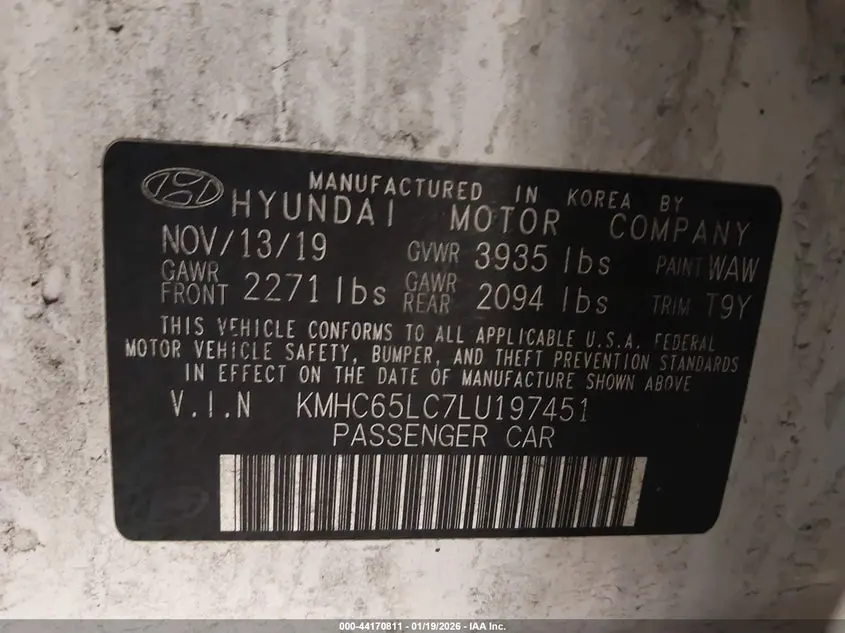 MANUFACTURED IN KOREA BY
HYUNDAI MOTOR COMPANY
NOV/13/19 GVWR 3935 lbs PAINT WAW
GAWR FRONT 2271 lbs GAWR REAR 2094 lbs TRIM T9Y
THIS VEHICLE CONFORMS TO ALL APPLICABLE U.S.A. FEDERAL
MOTOR VEHICLE SAFETY, BUMPER, AND THEFT PREVENTION STANDARDS
IN EFFECT ON THE DATE OF MANUFACTURE SHOWN ABOVE
V.I.N KMHC65LC7LU197451
PASSENGER CAR
000-44170811 - 01/19/2026 - IAA Inc.